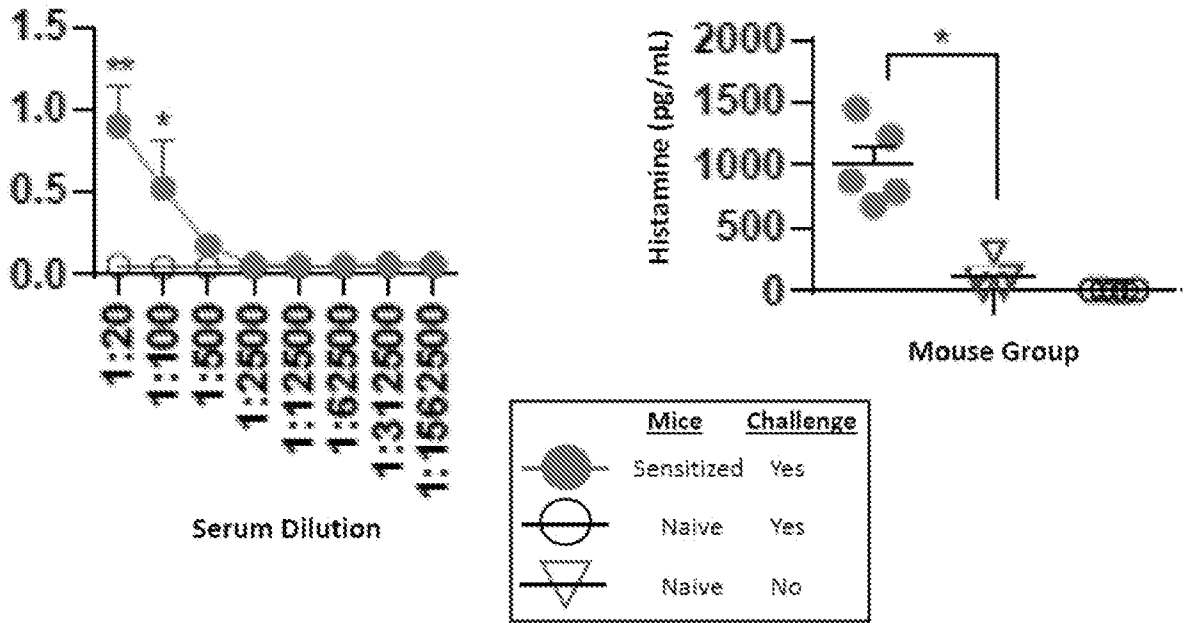 1.5
1.0
0.5
0.0
**
*
1:20
1:100
1:500
1:2500
1:12500
1:62500
1:312500
1:1562500
Serum Dilution
Histamine (pg/mL)
2000
1500
1000
500
0
*
Mouse Group
Mice Challenge
Sensitized Yes
Naive Yes
Naive No